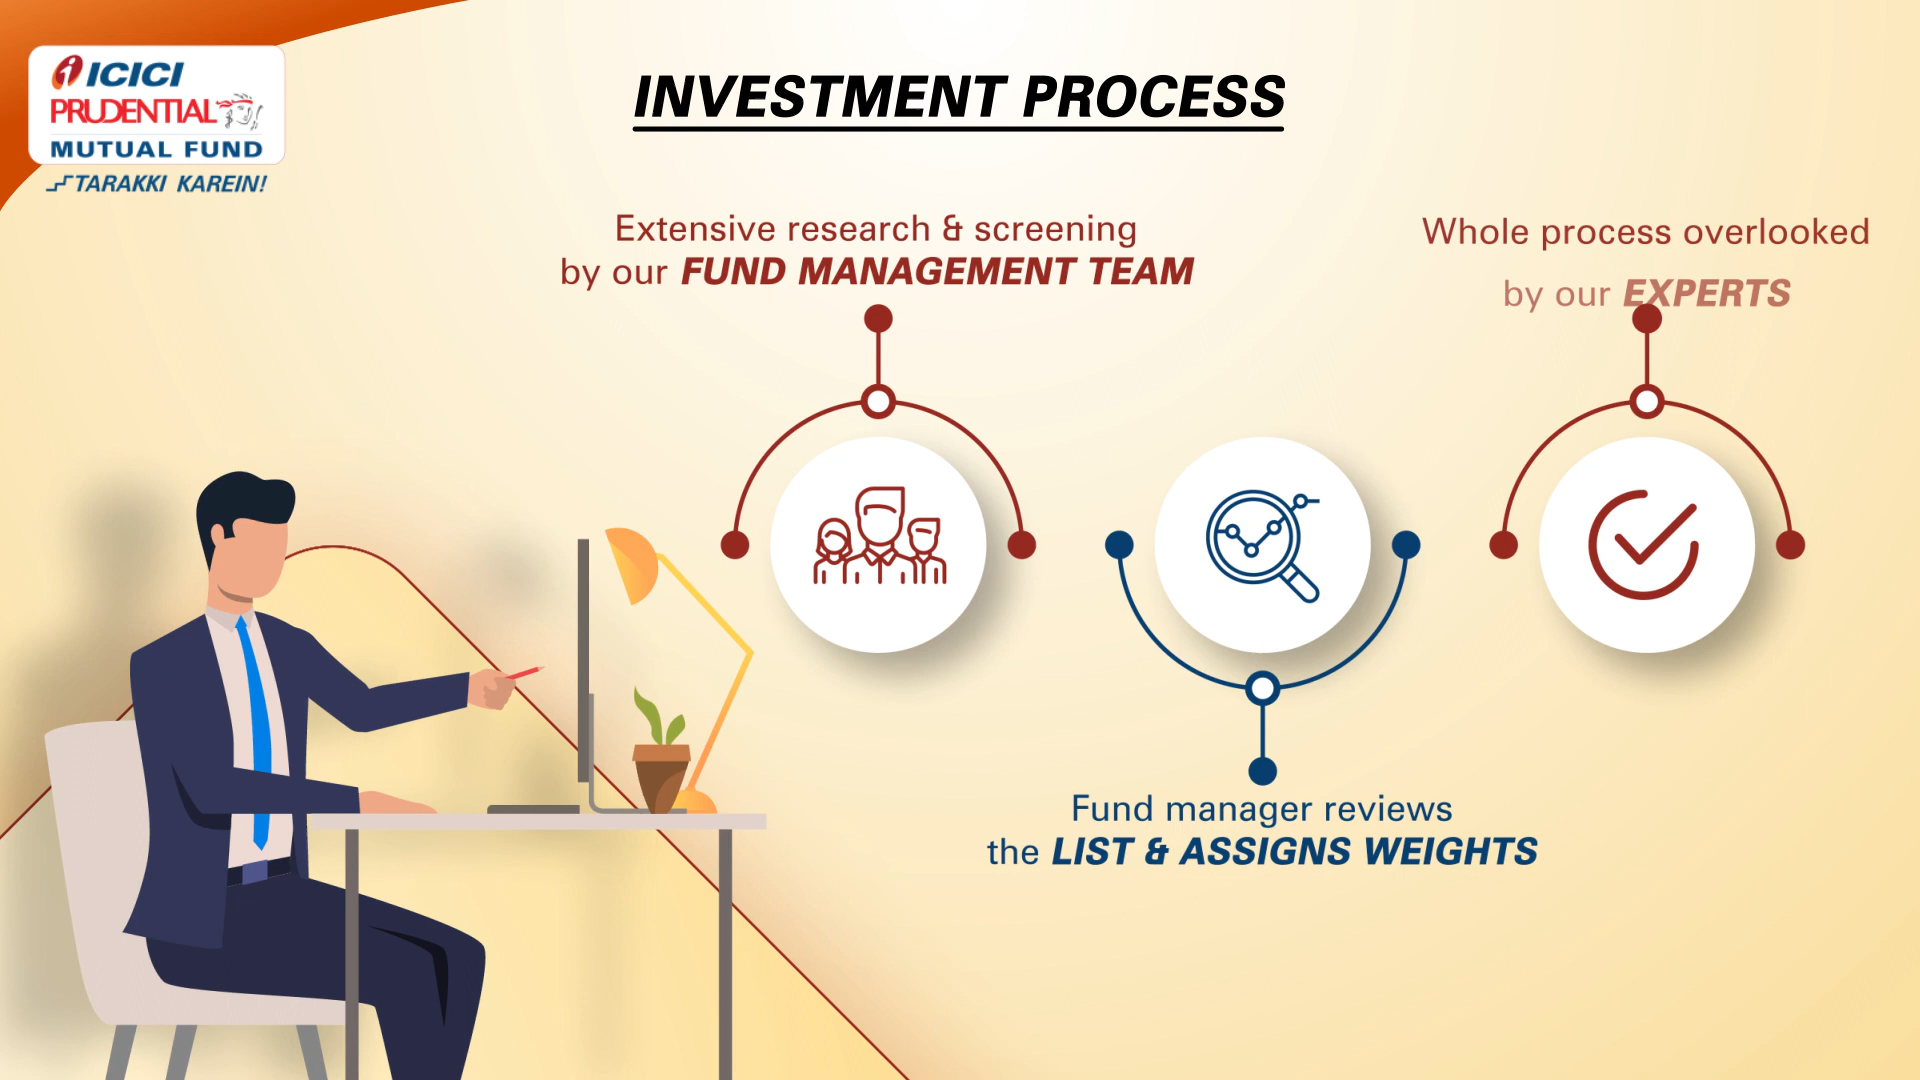 ICICI
PRUDENTIAL
MUTUAL FUND
TARAKKI KAREIN!
INVESTMENT PROCESS
Extensive research & screening
by our FUND MANAGEMENT TEAM
Whole process overlooked
by our EXPERTS
Fund manager reviews
the LIST & ASSIGNS WEIGHTS